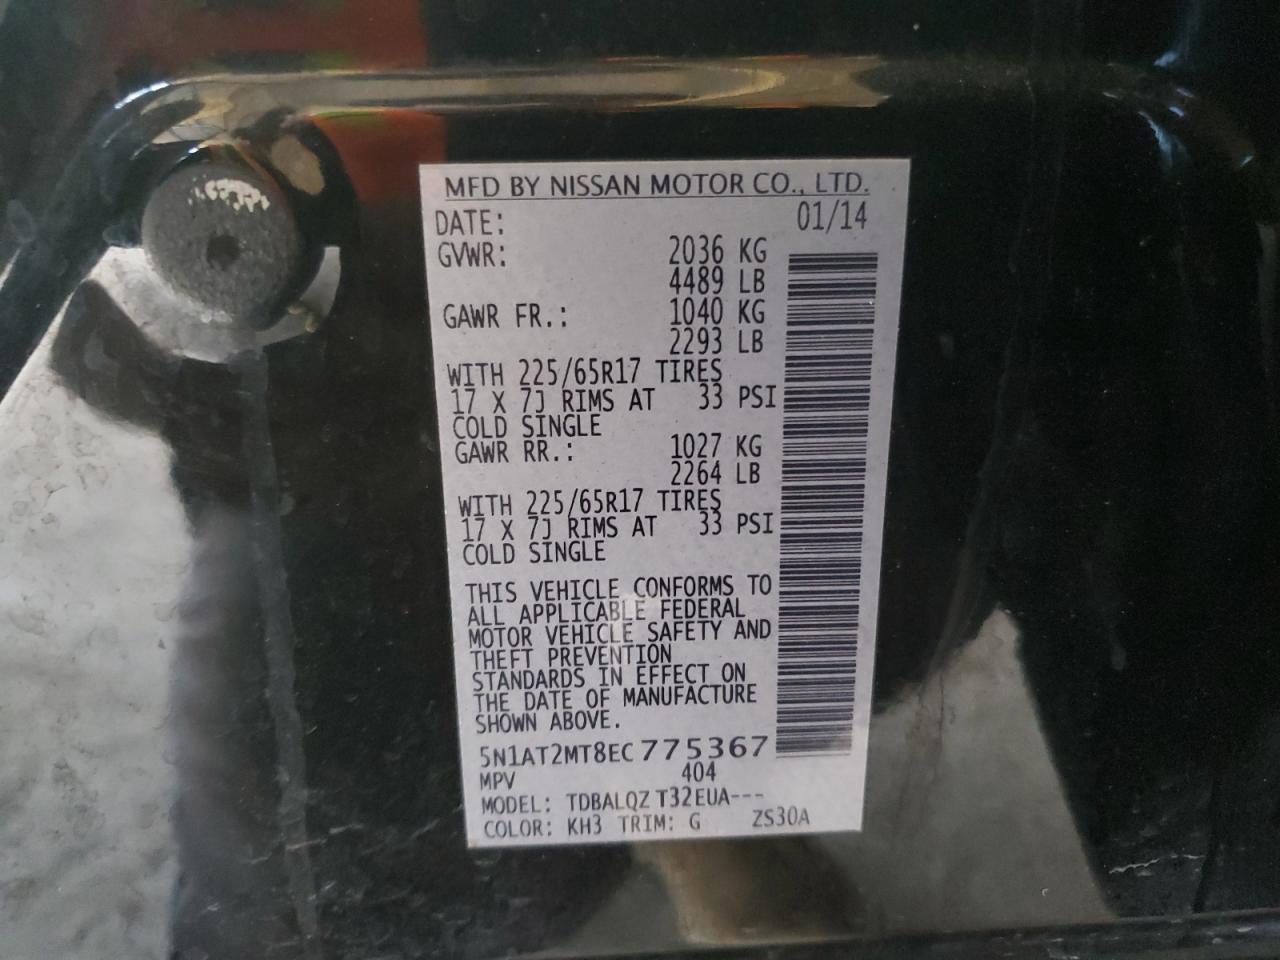 MFD BY NISSAN MOTOR CO., LTD.
DATE: 01/14
GVWR: 2036 KG
4489 LB
GAWR FR.: 1040 KG
2293 LB
WITH 225/65R17 TIRES
17 X 7J RIMS AT 33 PSI
COLD SINGLE
GAWR RR.: 1027 KG
2264 LB
WITH 225/65R17 TIRES
17 X 7J RIMS AT 33 PSI
COLD SINGLE
THIS VEHICLE CONFORMS TO
ALL APPLICABLE FEDERAL
MOTOR VEHICLE SAFETY AND
THEFT PREVENTION
STANDARDS IN EFFECT ON
THE DATE OF MANUFACTURE
SHOWN ABOVE.
5N1AT2MT8EC775367
MPV 404
MODEL: TDBALQZ T32EUA---
COLOR: KH3 TRIM: G ZS30A